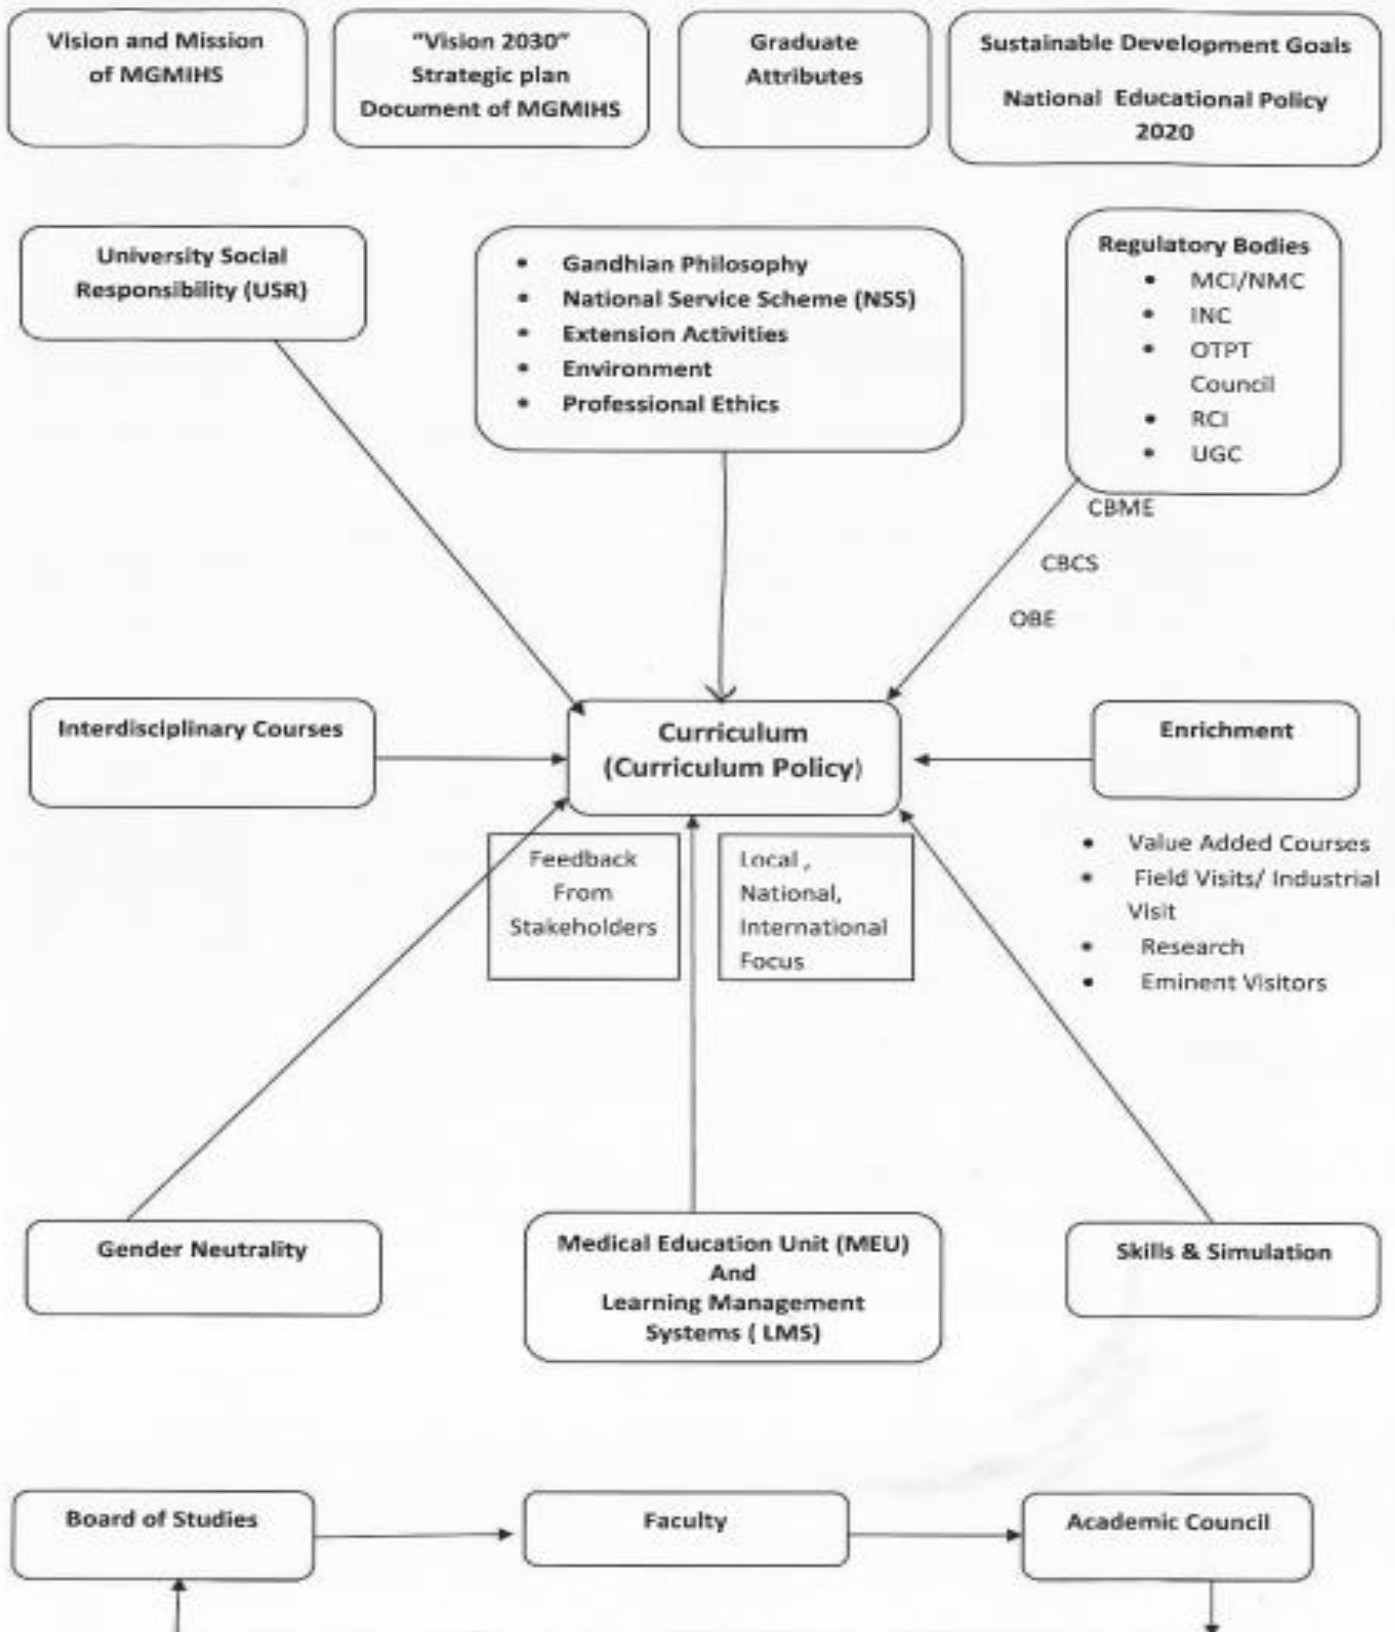 Vision and Mission
of MGMIHS
"Vision 2030"
Strategic plan
Document of MGMIHS
Graduate
Attributes
Sustainable Development Goals
National Educational Policy
2020
University Social
Responsibility (USR)
• Gandhian Philosophy
• National Service Scheme (NSS)
• Extension Activities
• Environment
• Professional Ethics
Regulatory Bodies
• MCI/NMC
• INC
• OTPT
Council
• RCI
• UGC
CBME
CBCS
OBE
Interdisciplinary Courses
Curriculum
(Curriculum Policy)
Enrichment
• Value Added Courses
• Field Visits/ Industrial
Visit
• Research
• Eminent Visitors
Feedback
From
Stakeholders
Local ,
National,
International
Focus
Gender Neutrality
Medical Education Unit (MEU)
And
Learning Management
Systems ( LMS)
Skills & Simulation
Board of Studies
Faculty
Academic Council